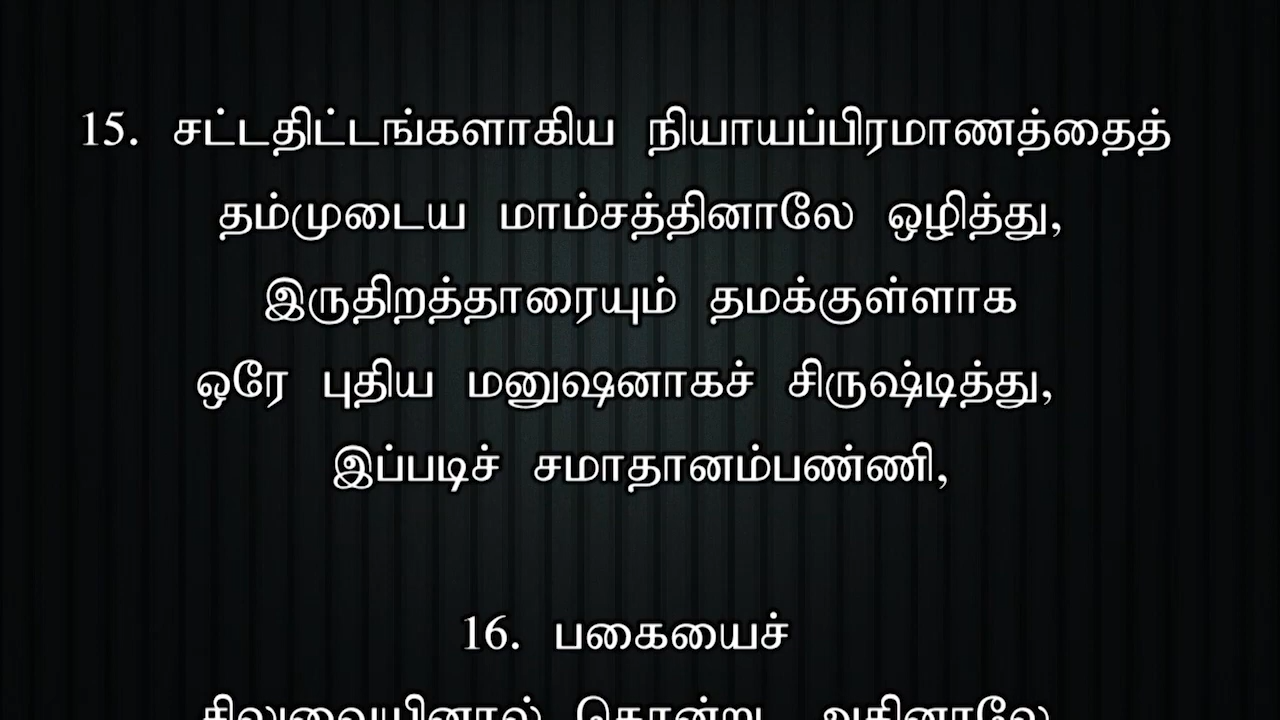 15. சட்டதிட்டங்களாகிய நியாயப்பிரமாணத்தைத்
தம்முடைய மாம்சத்தினாலே ஒழித்து,
இருதிறத்தாரையும் தமக்குள்ளாக
ஒரே புதிய மனுஷனாகச் சிருஷ்டித்து,
இப்படிச் சமாதானம்பண்ணி,
16. பகையைச்
சிலுவையினால் கொன்று, அதினாலே